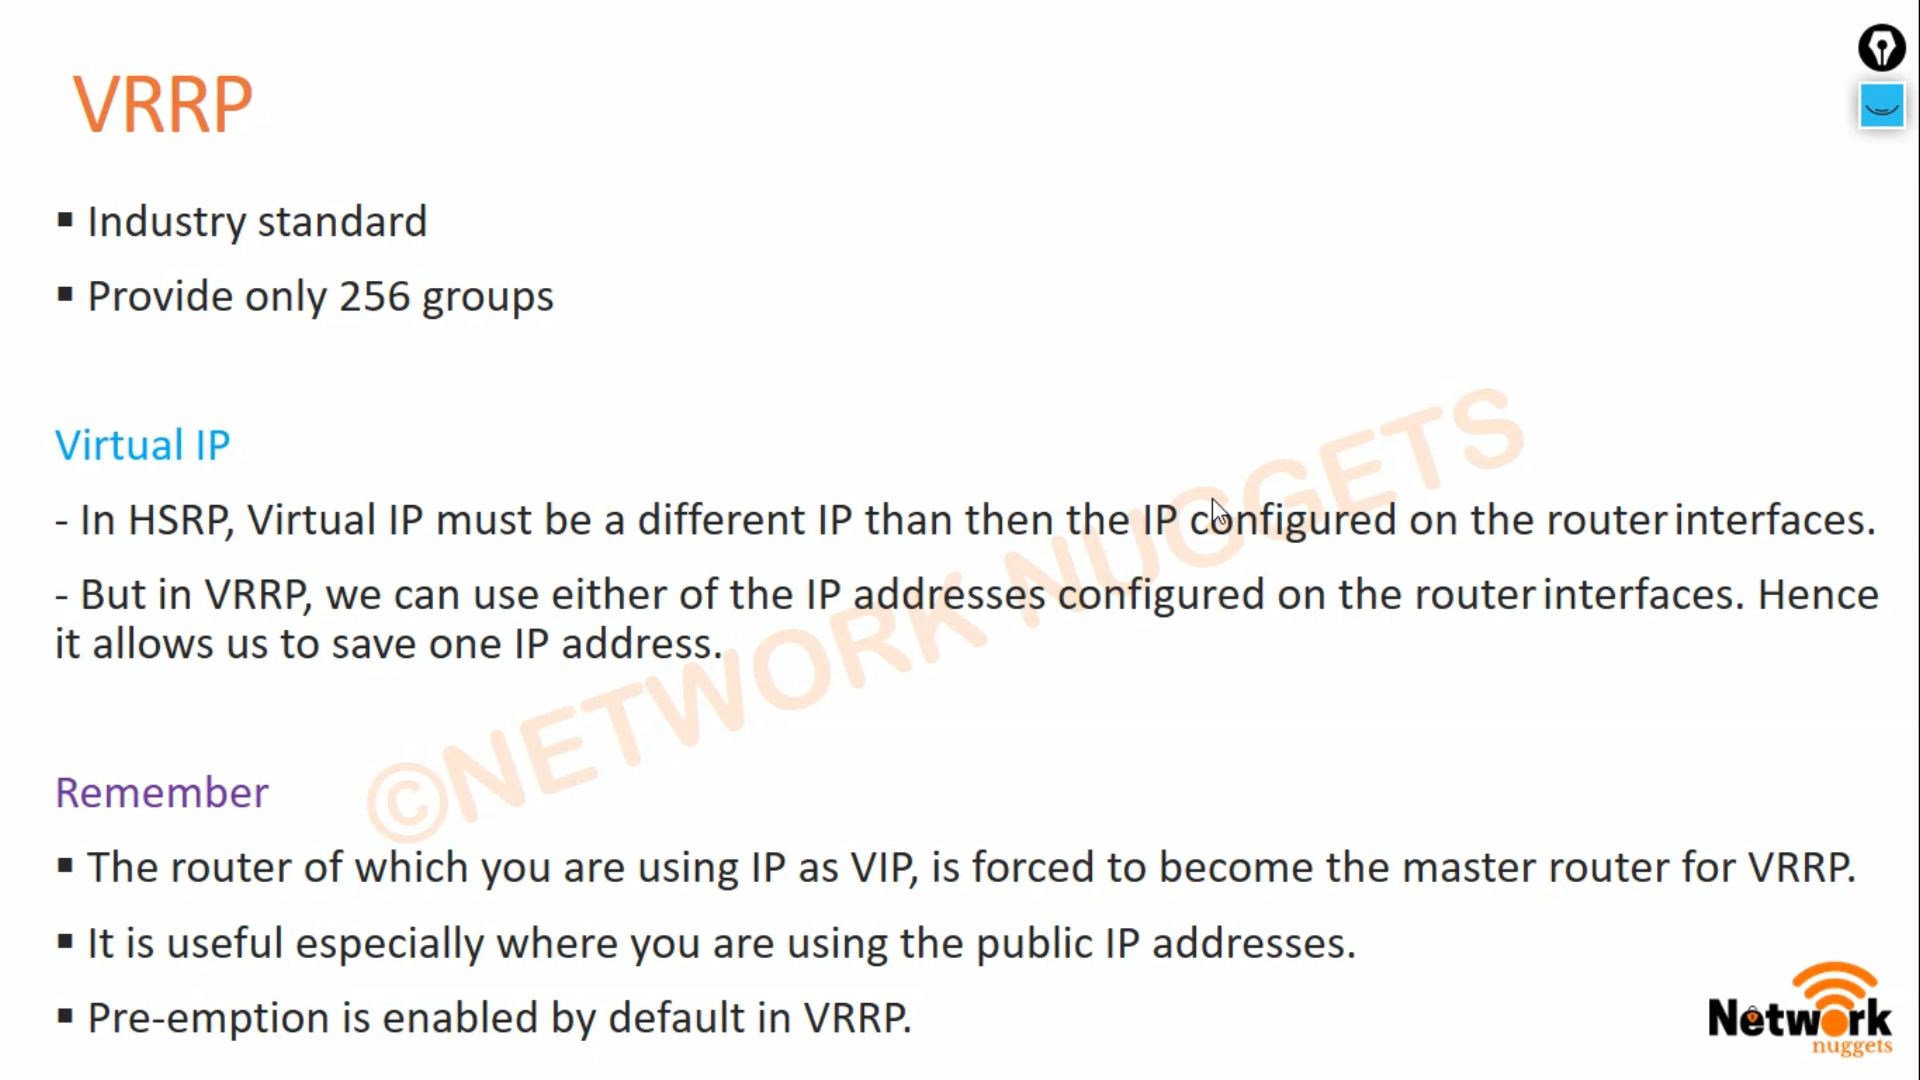 VRRP
▪ Industry standard
▪ Provide only 256 groups
Virtual IP
- In HSRP, Virtual IP must be a different IP than then the IP configured on the router interfaces.
- But in VRRP, we can use either of the IP addresses configured on the router interfaces. Hence
it allows us to save one IP address.
©NETWORK NUGGETS
Remember
▪ The router of which you are using IP as VIP, is forced to become the master router for VRRP.
▪ It is useful especially where you are using the public IP addresses.
▪ Pre-emption is enabled by default in VRRP.
Network
nuggets